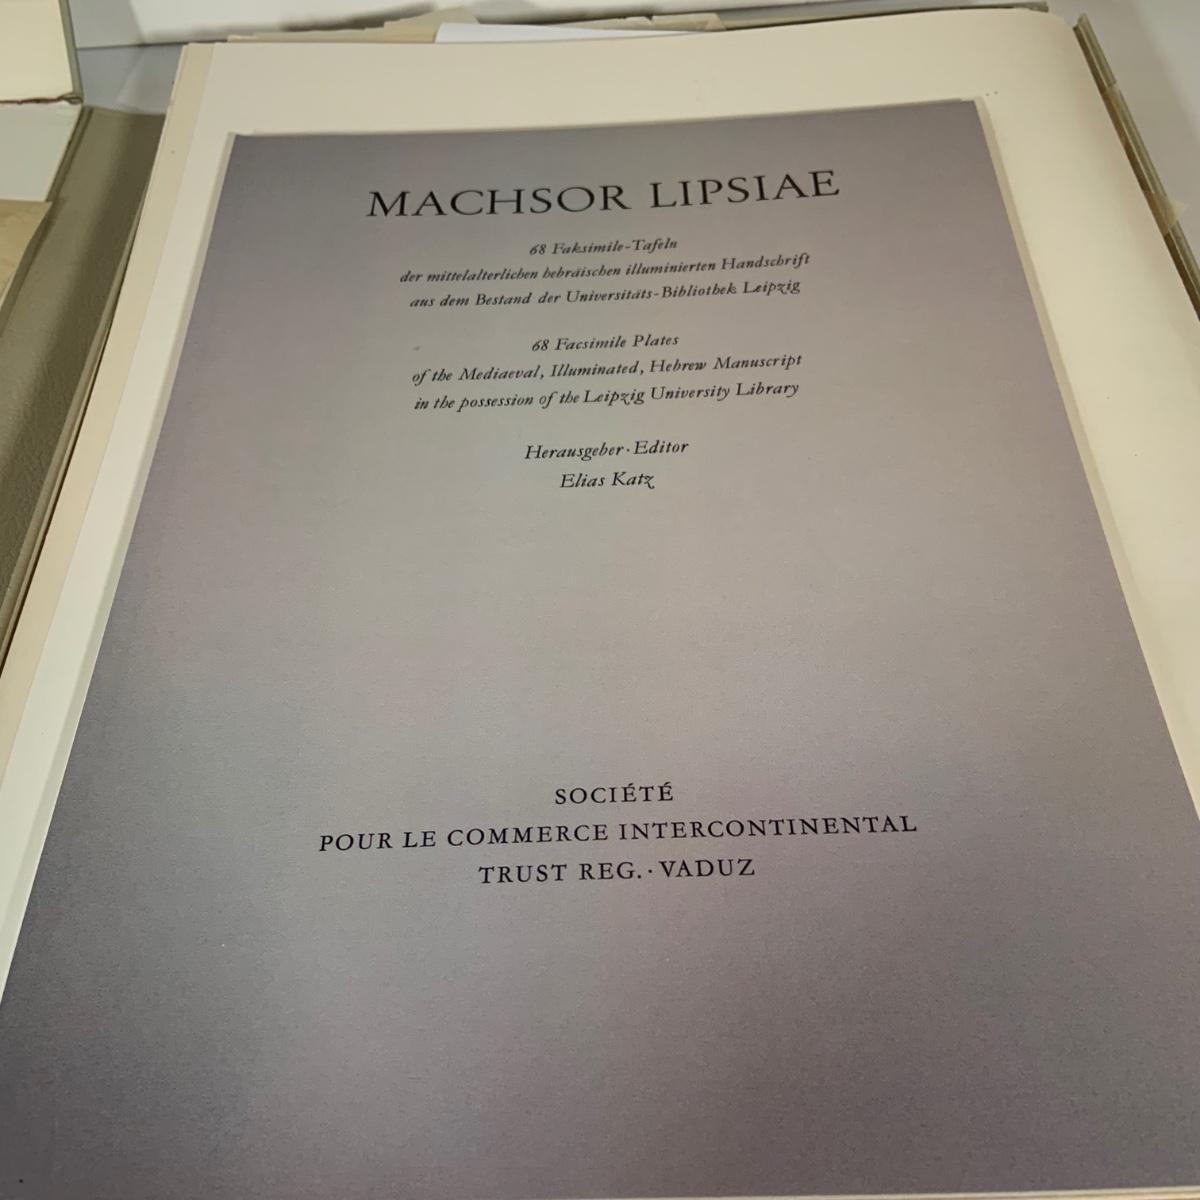 MACHSOR LIPSIAE
68 Faksimile-Tafeln
der mittelalterlichen hebräischen illuminierten Handschrift
aus dem Bestand der Universitäts-Bibliothek Leipzig
68 Facsimile Plates
of the Mediaeval, Illuminated, Hebrew Manuscript
in the possession of the Leipzig University Library
Herausgeber · Editor
Elias Katz
SOCIÉTÉ
POUR LE COMMERCE INTERCONTINENTAL
TRUST REG. · VADUZ